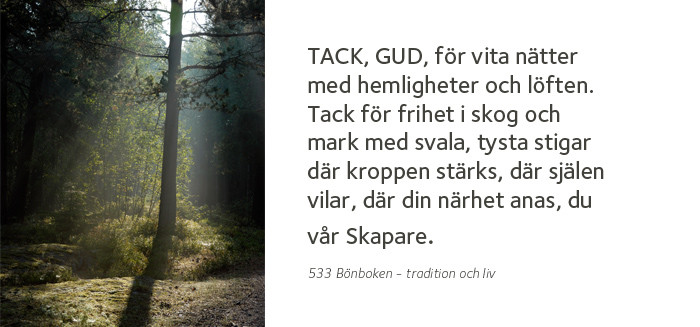 TACK, GUD, för vita nätter
med hemligheter och löften.
Tack för frihet i skog och
mark med svala, tysta stigar
där kroppen stärks, där själen
vilar, där din närhet anas, du
vår Skapare.
533 Bönboken – tradition och liv